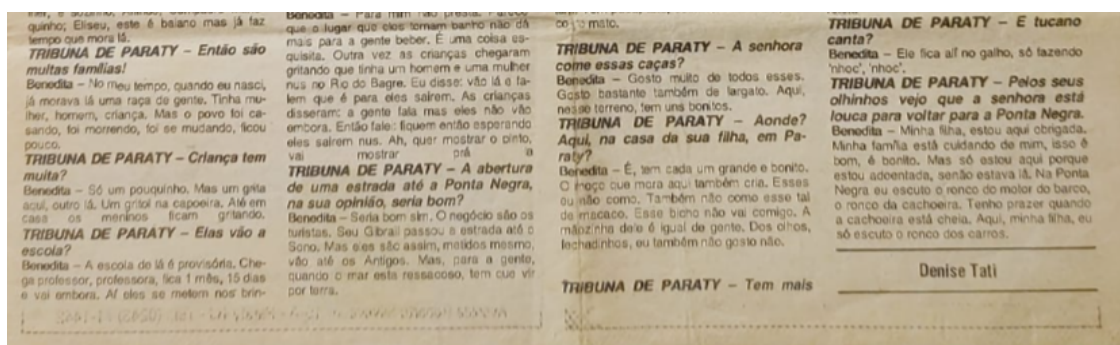 quinho; Eliseu, este é baiano mas já faz
tempo que mora lá.
TRIBUNA DE PARATY – Então são
muitas famílias!
Benedita – No meu tempo, quando eu nasci,
já morava lá uma raça de gente. Tinha mu-
lher, homem, criança. Mas o povo foi ca-
sando, foi morrendo, foi se mudando, ficou
pouco.
TRIBUNA DE PARATY – Criança tem
muita?
Benedita – Só um pouquinho. Mas um grita
aqui, outro lá. Um gritol na capoeira. Até em
casa os meninos ficam gritando.
TRIBUNA DE PARATY – Elas vão a
escola?
Benedita – A escola de lá é provisória. Che-
ga professor, professora, fica 1 mês, 15 dias
e vai embora. Aí eles se metem nos brin-
Benedita – Para mim não presta. Parece
que o lugar que eles tomam banho não dá
mais para a gente beber. É uma coisa es-
quisita. Outra vez as crianças chegaram
gritando que tinha um homem e uma mulher
nus no Rio do Bagre. Eu disse: vão lá e fa-
lem que é para eles sairem. As crianças
disseram: a gente fala mas eles não vão
embora. Então falei: fiquem então esperando
eles sairem nus. Ah, quer mostrar o pinto,
vai mostrar prá
TRIBUNA DE PARATY – A abertura
de uma estrada até a Ponta Negra,
na sua opinião, seria bom?
Benedita – Seria bom sim. O negócio são os
turistas. Seu Gibrail passou a estrada até o
Sono. Mas eles são assim, metidos mesmo,
vão até os Antigos. Mas, para a gente,
quando o mar esta ressacoso, tem que vir
por terra.
mato.
TRIBUNA DE PARATY – A senhora
come essas caças?
Benedita – Gosto muito de todos esses.
Gosto bastante também de largato. Aqui,
nesse terreno, tem uns bonitos.
TRIBUNA DE PARATY – Aonde?
Aqui, na casa da sua filha, em Pa-
raty?
Benedita – É, tem cada um grande e bonito.
O moço que mora aqui também cria. Esses
eu não como. Também não como esse tal
de macaco. Esse bicho não vai comigo. A
mãozinha dele é igual de gente. Dos olhos,
fechadinhos, eu também não gosto não.
TRIBUNA DE PARATY – Tem mais
TRIBUNA DE PARATY – E tucano
canta?
Benedita – Ele fica alí no galho, só fazendo
'nhoc', 'nhoc'.
TRIBUNA DE PARATY – Pelos seus
olhinhos vejo que a senhora está
louca para voltar para a Ponta Negra.
Benedita – Minha filha, estou aqui obrigada.
Minha família está cuidando de mim, isso é
bom, é bonito. Mas só estou aqui porque
estou adoentada, senão estava lá. Na Ponta
Negra eu escuto o ronco do motor do barco,
o ronco da cachoeira. Tenho prazer quando
a cachoeira está cheia. Aqui, minha filha, eu
só escuto o ronco dos carros.
Denise Tati